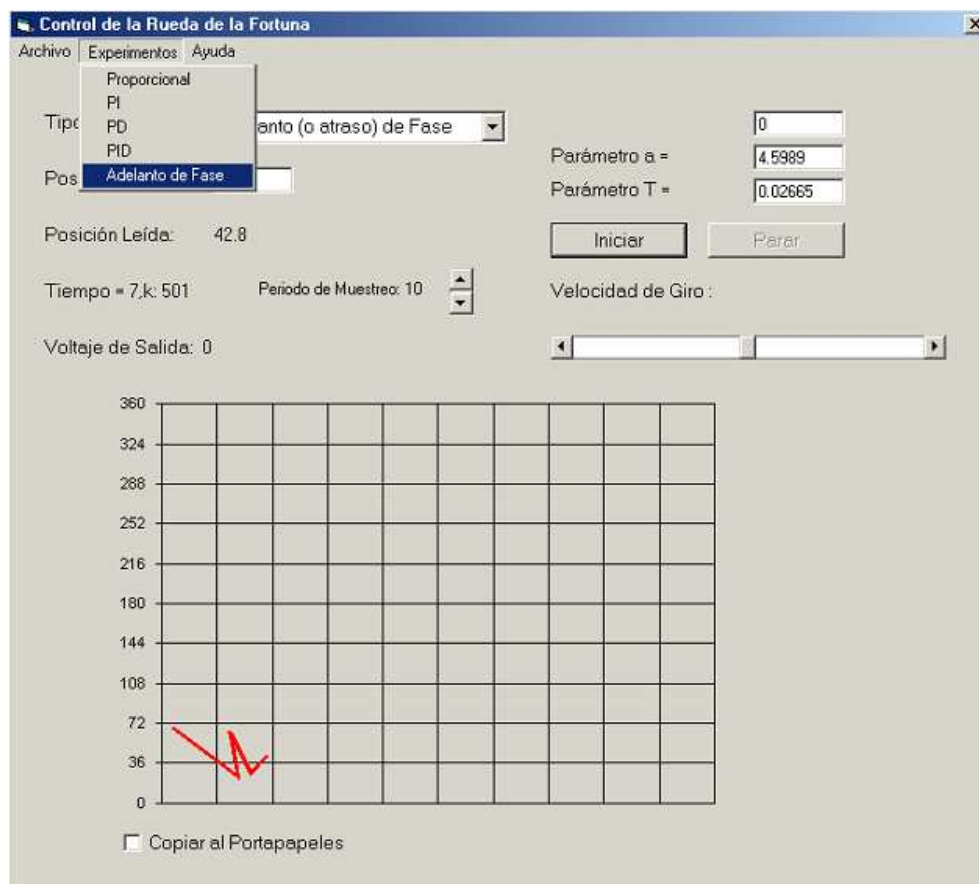 Control de la Rueda de la Fortuna
Archivo Experimentos Ayuda
Proporcional
PI
PD
PID
Adelanto de Fase
Tipo
anto (o atraso) de Fase
Pos
0
Parámetro a = 4.5989
Parámetro T = 0.02665
Posición Leída: 42.8
Iniciar Parar
Tiempo = 7,k: 501 Periodo de Muestreo: 10 Velocidad de Giro :
Voltaje de Salida: 0
360
324
288
252
216
180
144
108
72
36
0
Copiar al Portapapeles